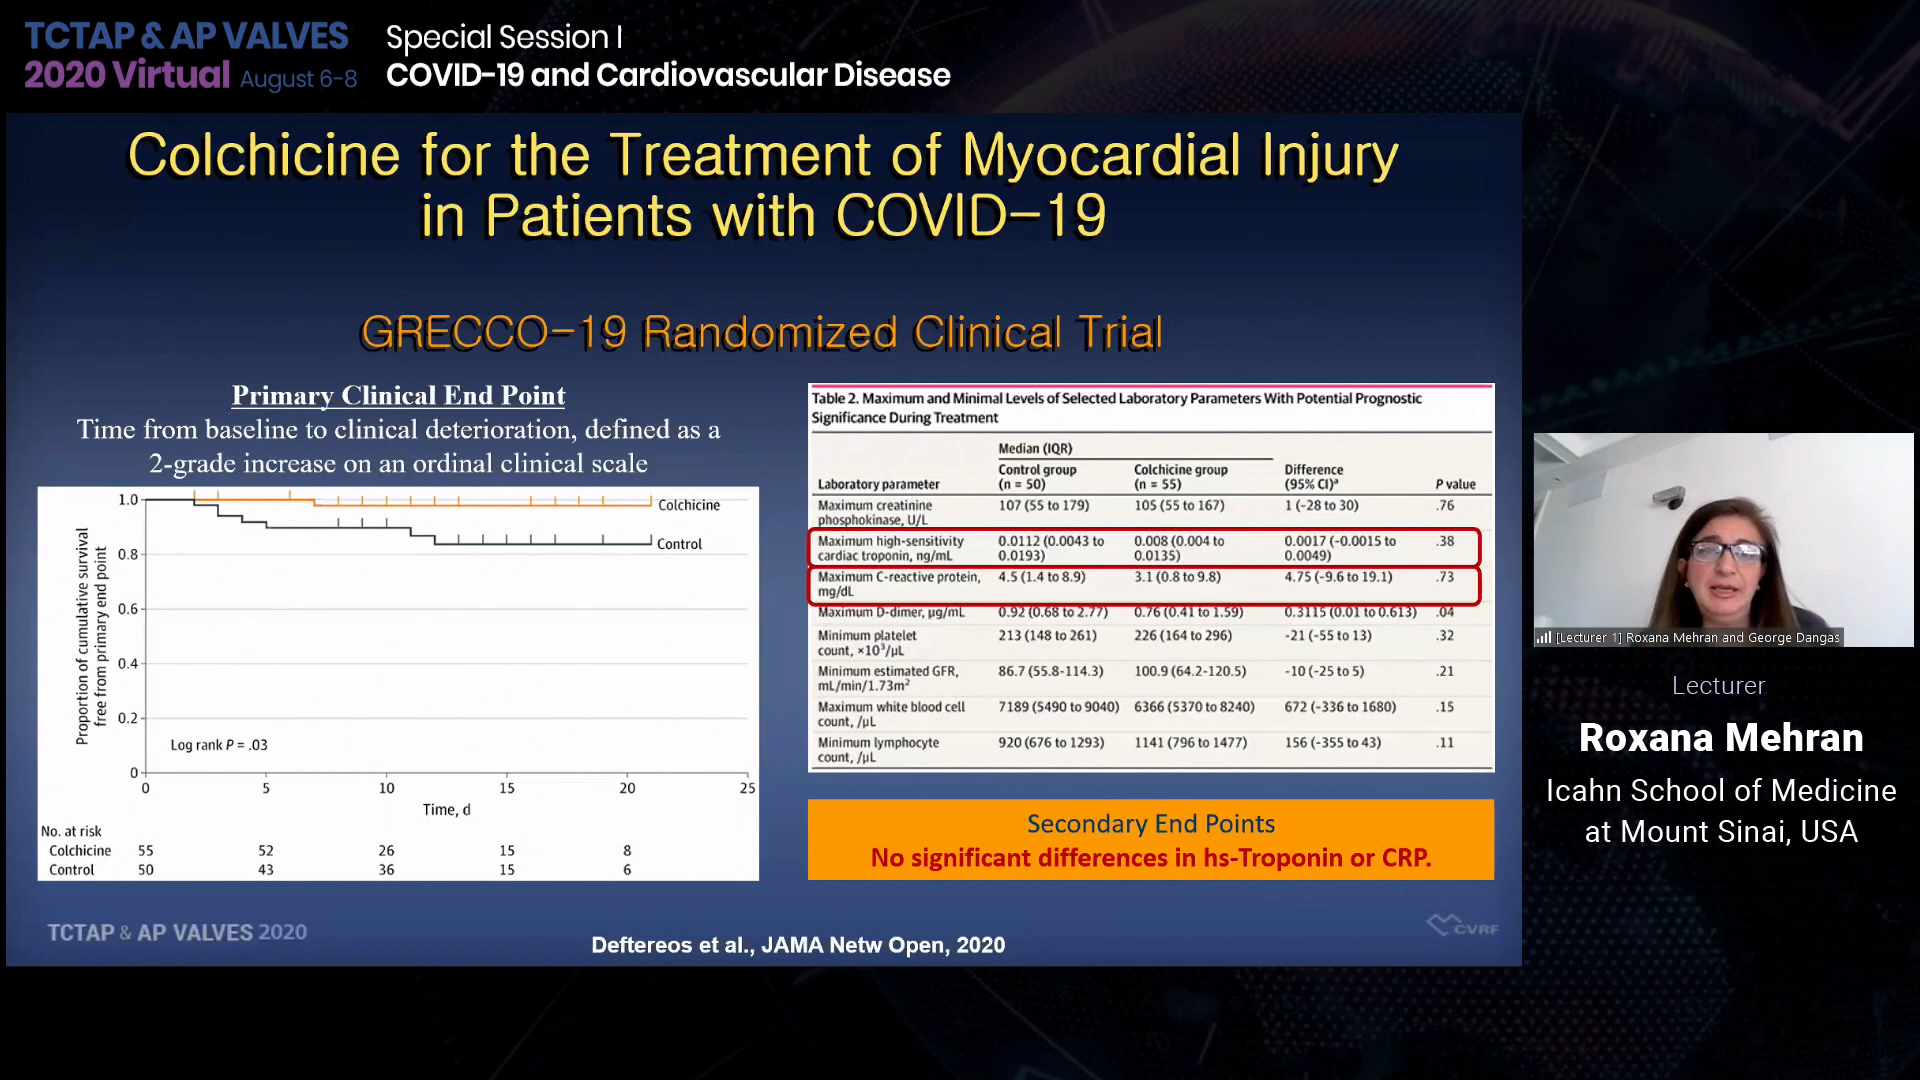 TCTAP & AP VALVES
2020 Virtual August 6-8
Special Session I
COVID-19 and Cardiovascular Disease
Colchicine for the Treatment of Myocardial Injury
in Patients with COVID-19
GRECCO-19 Randomized Clinical Trial
Primary Clinical End Point
Time from baseline to clinical deterioration, defined as a
2-grade increase on an ordinal clinical scale
Proportion of cumulative survival
free from primary end point
1.0
0.8
0.6
0.4
0.2
0
Colchicine
Control
Log rank P = .03
0 5 10 15 20 25
Time, d
No. at risk
Colchicine 55 52 26 15 8
Control 50 43 36 15 6
Table 2. Maximum and Minimal Levels of Selected Laboratory Parameters With Potential Prognostic
Significance During Treatment
Median (IQR)
Control group Colchicine group Difference
Laboratory parameter (n = 50) (n = 55) (95% CI)ª P value
Maximum creatinine 107 (55 to 179) 105 (55 to 167) 1 (-28 to 30) .76
phosphokinase, U/L
Maximum high-sensitivity 0.0112 (0.0043 to 0.008 (0.004 to 0.0017 (-0.0015 to .38
cardiac troponin, ng/mL 0.0193) 0.0135) 0.0049)
Maximum C-reactive protein, 4.5 (1.4 to 8.9) 3.1 (0.8 to 9.8) 4.75 (-9.6 to 19.1) .73
mg/dL
Maximum D-dimer, µg/mL 0.92 (0.68 to 2.77) 0.76 (0.41 to 1.59) 0.3115 (0.01 to 0.613) .04
Minimum platelet 213 (148 to 261) 226 (164 to 296) -21 (-55 to 13) .32
count, ×10³/µL
Minimum estimated GFR, 86.7 (55.8-114.3) 100.9 (64.2-120.5) -10 (-25 to 5) .21
mL/min/1.73m²
Maximum white blood cell 7189 (5490 to 9040) 6366 (5370 to 8240) 672 (-336 to 1680) .15
count, /µL
Minimum lymphocyte 920 (676 to 1293) 1141 (796 to 1477) 156 (-355 to 43) .11
count, /µL
Secondary End Points
No significant differences in hs-Troponin or CRP.
TCTAP & AP VALVES 2020
Deftereos et al., JAMA Netw Open, 2020
CVRF
[Lecturer 1] Roxana Mehran and George Dangas
Lecturer
Roxana Mehran
Icahn School of Medicine
at Mount Sinai, USA